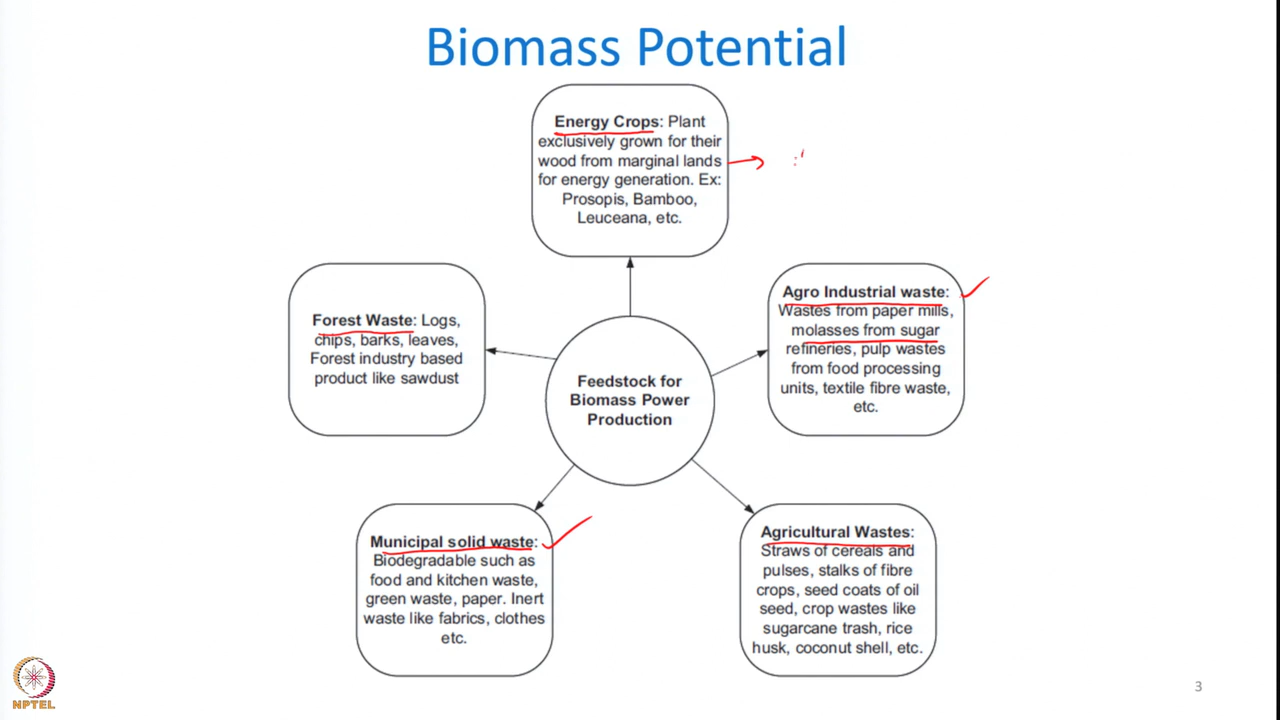 Biomass Potential
Energy Crops: Plant
exclusively grown for their
wood from marginal lands
for energy generation. Ex:
Prosopis, Bamboo,
Leuceana, etc.
Agro Industrial waste:
Wastes from paper mills,
molasses from sugar
refineries, pulp wastes
from food processing
units, textile fibre waste,
etc.
Forest Waste: Logs,
chips, barks, leaves,
Forest industry based
product like sawdust
Feedstock for
Biomass Power
Production
Municipal solid waste:
Biodegradable such as
food and kitchen waste,
green waste, paper. Inert
waste like fabrics, clothes
etc.
Agricultural Wastes:
Straws of cereals and
pulses, stalks of fibre
crops, seed coats of oil
seed, crop wastes like
sugarcane trash, rice
husk, coconut shell, etc.
NPTEL
3